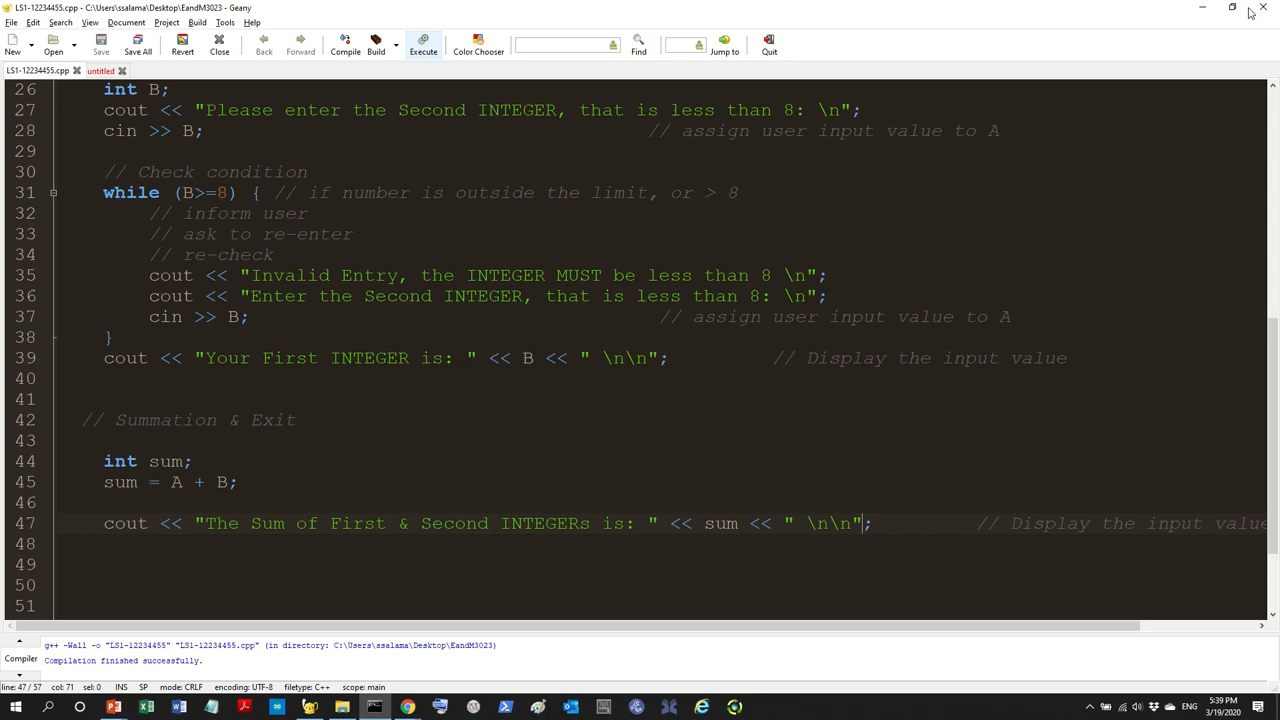 LS1-12234455.cpp - C:\Users\ssalama\Desktop\EandM3023 - Geany
File Edit Search View Document Project Build Tools Help
New Open Save Save All Revert Close Back Forward Compile Build Execute Color Chooser Find Jump to Quit
LS1-12234455.cpp untitled
26 int B;
27 cout << "Please enter the Second INTEGER, that is less than 8: \n";
28 cin >> B; // assign user input value to A
29
30 // Check condition
31 while (B>=8) { // if number is outside the limit, or > 8
32 // inform user
33 // ask to re-enter
34 // re-check
35 cout << "Invalid Entry, the INTEGER MUST be less than 8 \n";
36 cout << "Enter the Second INTEGER, that is less than 8: \n";
37 cin >> B; // assign user input value to A
38 }
39 cout << "Your First INTEGER is: " << B << " \n\n"; // Display the input value
40
41
42 // Summation & Exit
43
44 int sum;
45 sum = A + B;
46
47 cout << "The Sum of First & Second INTEGERs is: " << sum << " \n\n"; // Display the input value
48
49
50
51
g++ -Wall -o "LS1-12234455" "LS1-12234455.cpp" (in directory: C:\Users\ssalama\Desktop\EandM3023)
Compiler Compilation finished successfully.
line: 47 / 57 col: 71 sel: 0 INS SP mode: CRLF encoding: UTF-8 filetype: C++ scope: main
5:39 PM
3/19/2020